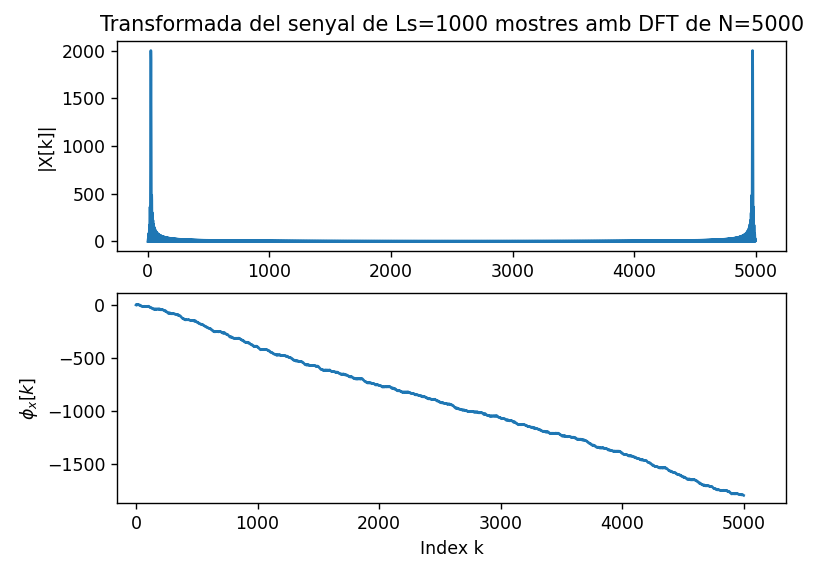 Transformada del senyal de Ls=1000 mostres amb DFT de N=5000
|X[k]|
2000
1500
1000
500
0
0 1000 2000 3000 4000 5000
ϕx[k]
0
−500
−1000
−1500
0 1000 2000 3000 4000 5000
Index k